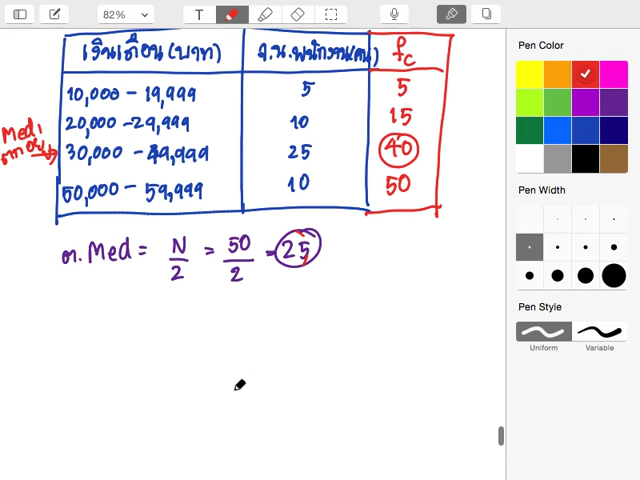 82%
T
เงินเดือน(บาท) จ.น.พนักงาน(คน) fc
10,000 - 19,999 5 5
20,000 - 29,999 10 15
Med
30,000 - 49,999 25 40
50,000 - 59,999 10 50
ต.Med = N/2 = 50/2 = 25
Pen Color
Pen Width
Pen Style
Uniform Variable